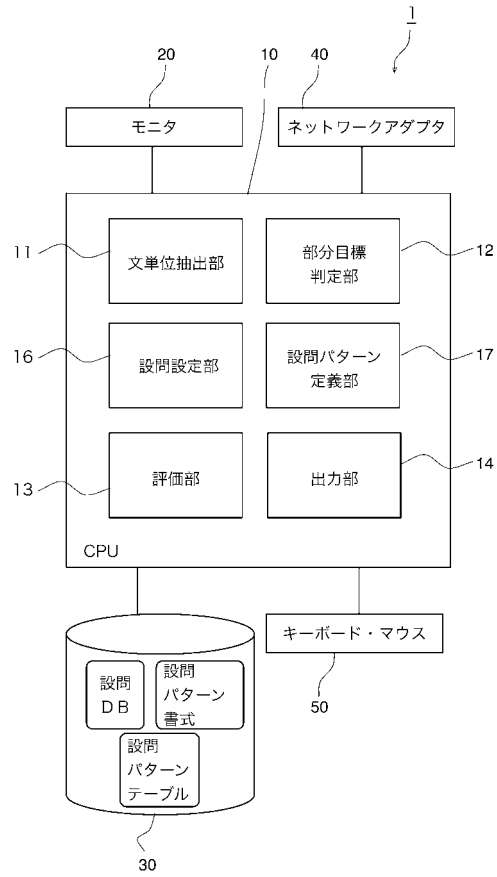 1
20
10
40
モニタ
ネットワークアダプタ
11
文単位抽出部
部分目標
判定部
12
16
設問設定部
設問パターン
定義部
17
13
評価部
出力部
14
CPU
キーボード・マウス
50
設問
DB
設問
パターン
書式
設問
パターン
テーブル
30